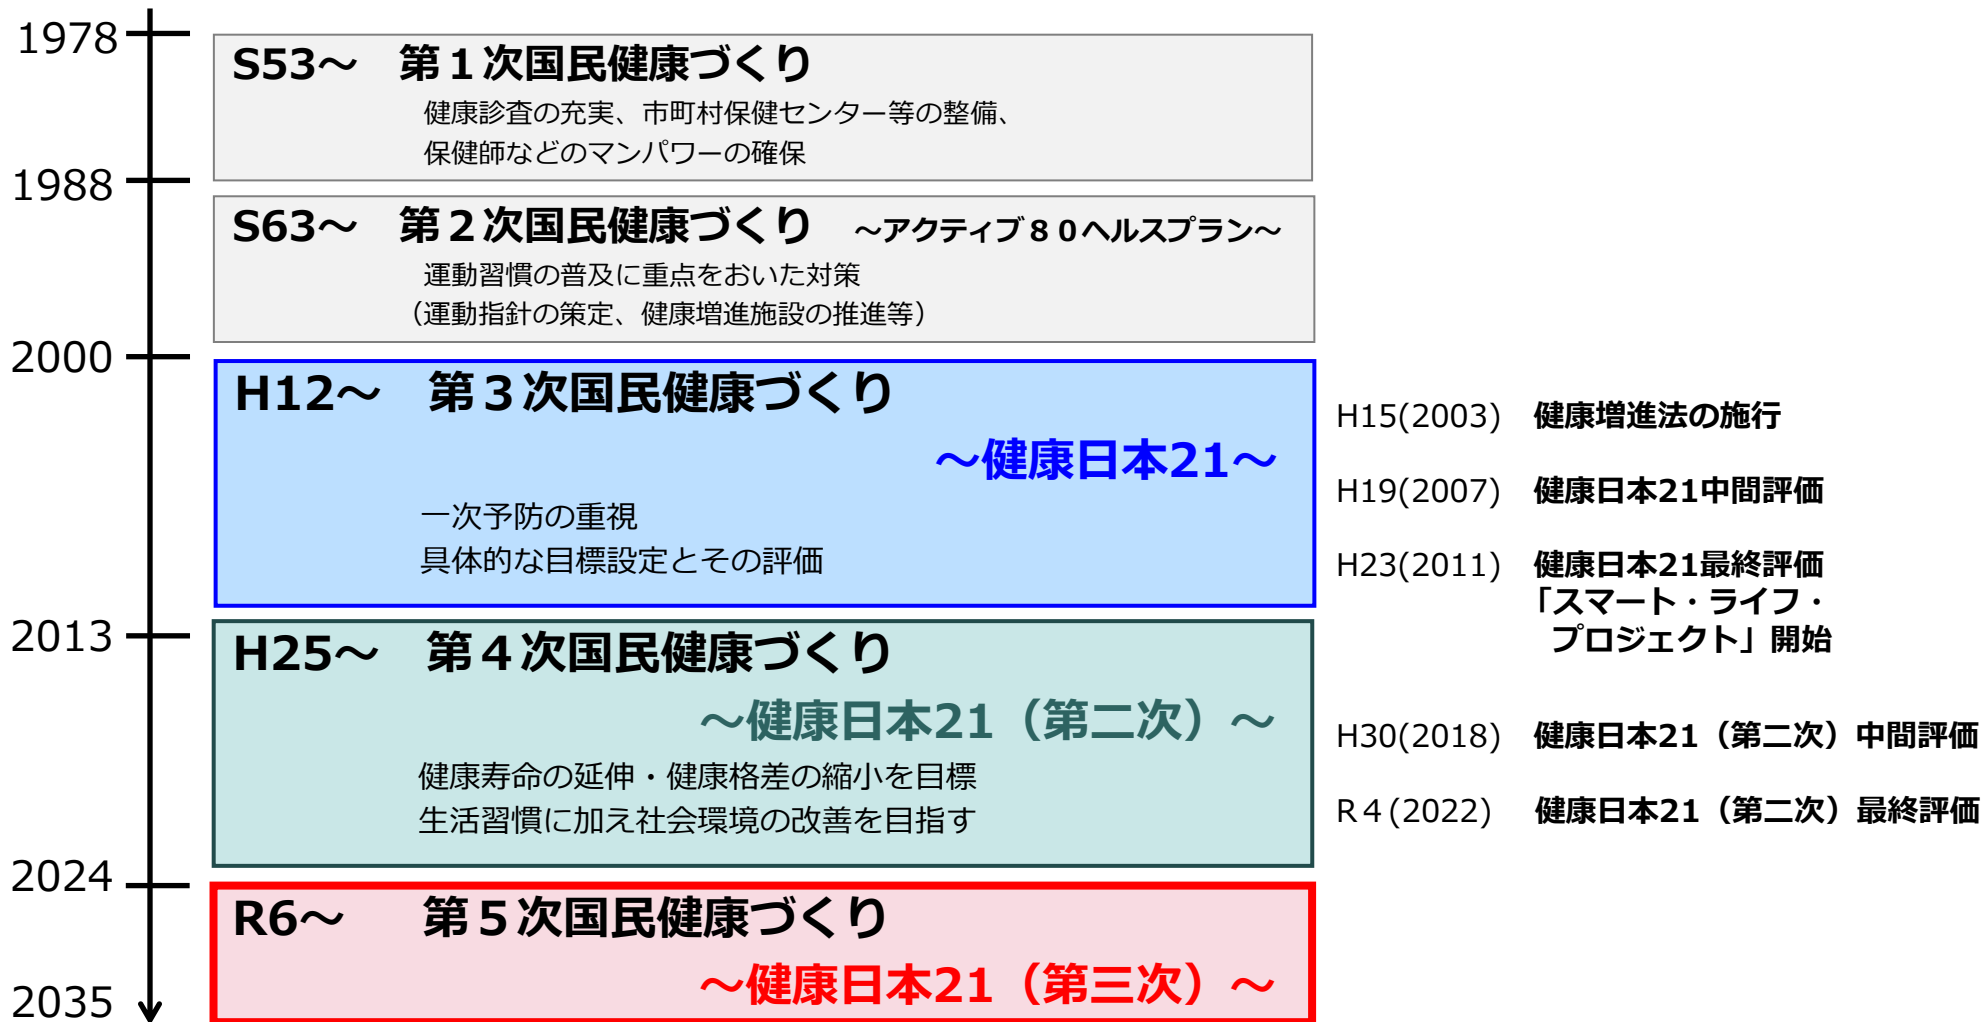 1978
S53～　第１次国民健康づくり
健康診査の充実、市町村保健センター等の整備、
保健師などのマンパワーの確保
1988
S63～　第２次国民健康づくり　～アクティブ８０ヘルスプラン～
運動習慣の普及に重点をおいた対策
（運動指針の策定、健康増進施設の推進等）
2000
H12～　第３次国民健康づくり
～健康日本21～
一次予防の重視
具体的な目標設定とその評価
H15(2003)　健康増進法の施行
H19(2007)　健康日本21中間評価
H23(2011)　健康日本21最終評価
「スマート・ライフ・
プロジェクト」開始
2013
H25～　第４次国民健康づくり
～健康日本21（第二次）～
健康寿命の延伸・健康格差の縮小を目標
生活習慣に加え社会環境の改善を目指す
H30(2018)　健康日本21（第二次）中間評価
R４(2022)　健康日本21（第二次）最終評価
2024
R6～　第５次国民健康づくり
～健康日本21（第三次）～
2035